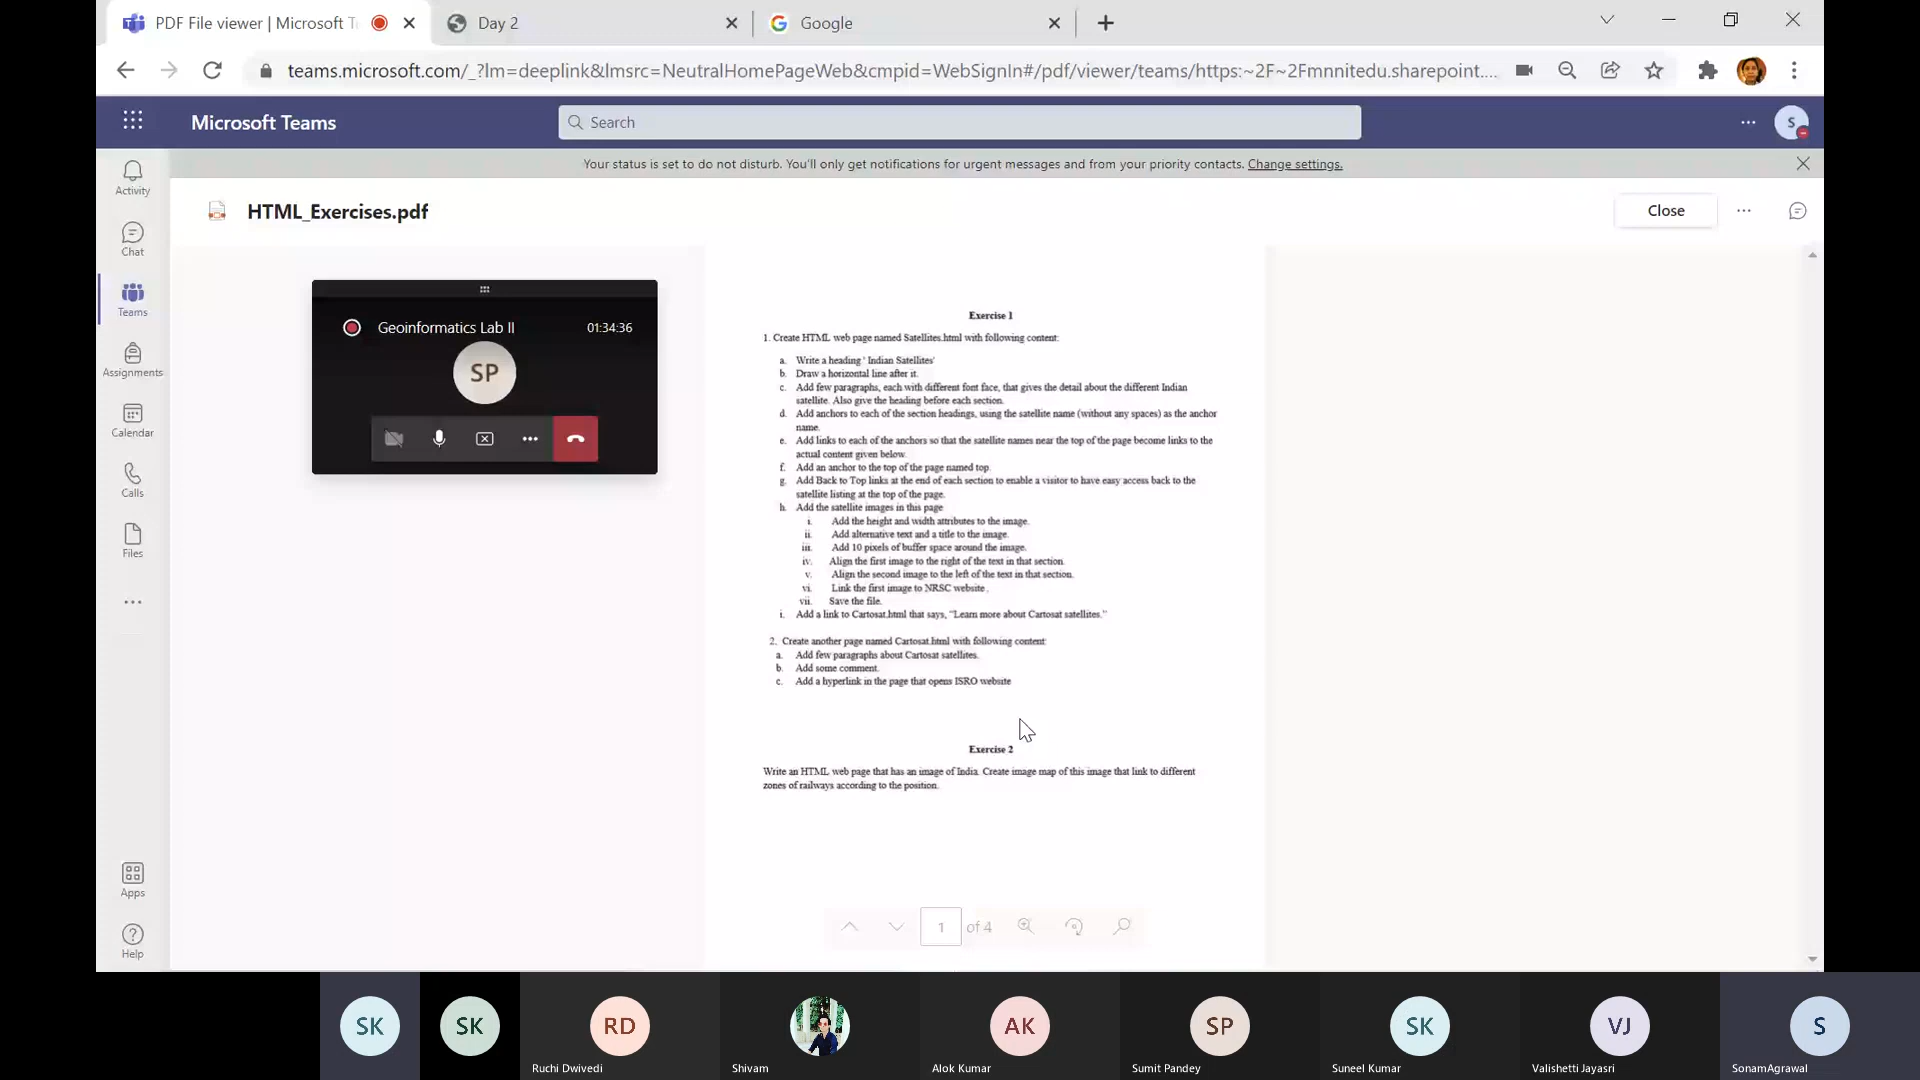 PDF File viewer | Microsoft T
Day 2
Google
teams.microsoft.com/_?lm=deeplink&lmsrc=NeutralHomePageWeb&cmpid=WebSignIn#/pdf/viewer/teams/https:~2F~2Fmnnitedu.sharepoint....
Microsoft Teams
Search
S
Your status is set to do not disturb. You'll only get notifications for urgent messages and from your priority contacts. Change settings.
Activity
Chat
Teams
Assignments
Calendar
Calls
Files
Apps
Help
HTML_Exercises.pdf
Close
Geoinformatics Lab II
01:34:36
SP
Exercise 1
1. Create HTML web page named Satellites.html with following content:
a. Write a heading ' Indian Satellites'
b. Draw a horizontal line after it.
c. Add few paragraphs, each with different font face, that gives the detail about the different Indian
satellite. Also give the heading before each section.
d. Add anchors to each of the section headings, using the satellite name (without any spaces) as the anchor
name.
e. Add links to each of the anchors so that the satellite names near the top of the page become links to the
actual content given below.
f. Add an anchor to the top of the page named top.
g. Add Back to Top links at the end of each section to enable a visitor to have easy access back to the
satellite listing at the top of the page.
h. Add the satellite images in this page
i. Add the height and width attributes to the image.
ii. Add alternative text and a title to the image.
iii. Add 10 pixels of buffer space around the image.
iv. Align the first image to the right of the text in that section.
v. Align the second image to the left of the text in that section.
vi. Link the first image to NRSC website .
vii. Save the file.
i. Add a link to Cartosat.html that says, "Learn more about Cartosat satellites."
2. Create another page named Cartosat.html with following content:
a. Add few paragraphs about Cartosat satellites.
b. Add some comment.
c. Add a hyperlink in the page that opens ISRO website
Exercise 2
Write an HTML web page that has an image of India. Create image map of this image that link to different
zones of railways according to the position.
1 of 4
SK
SK
RD
AK
SP
SK
VJ
S
Ruchi Dwivedi
Shivam
Alok Kumar
Sumit Pandey
Suneel Kumar
Valishetti Jayasri
SonamAgrawal